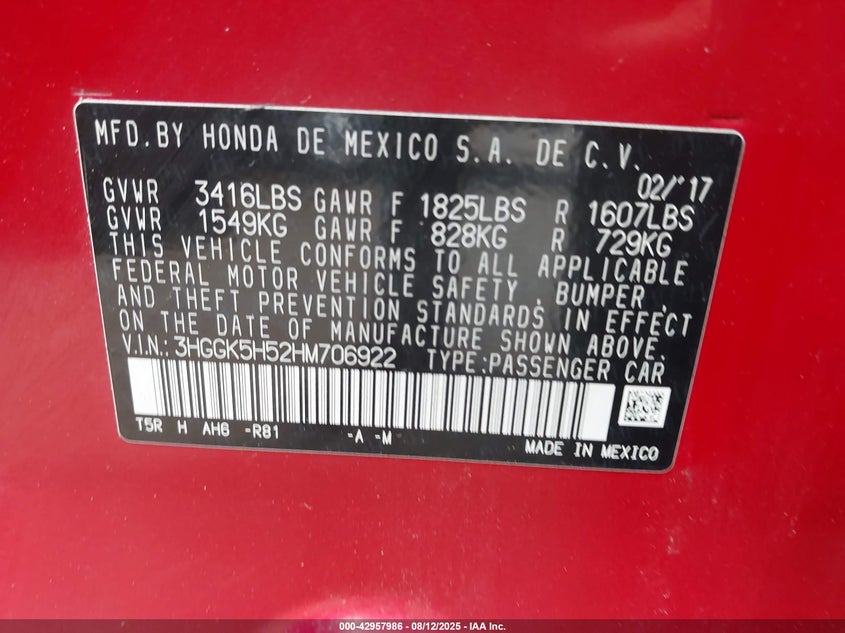 MFD. BY HONDA DE MEXICO S.A. DE C.V.
02/'17
GVWR 3416LBS GAWR F 1825LBS R 1607LBS
GVWR 1549KG GAWR F 828KG R 729KG
THIS VEHICLE CONFORMS TO ALL APPLICABLE
FEDERAL MOTOR VEHICLE SAFETY , BUMPER ,
AND THEFT PREVENTION STANDARDS IN EFFECT
ON THE DATE OF MANUFACTURE SHOWN ABOVE.
V.I.N.: 3HGGK5H52HM706922 TYPE:PASSENGER CAR
T5R H AH6 -R81 -A -M
MADE IN MEXICO
000-42957986 - 08/12/2025 - IAA Inc.